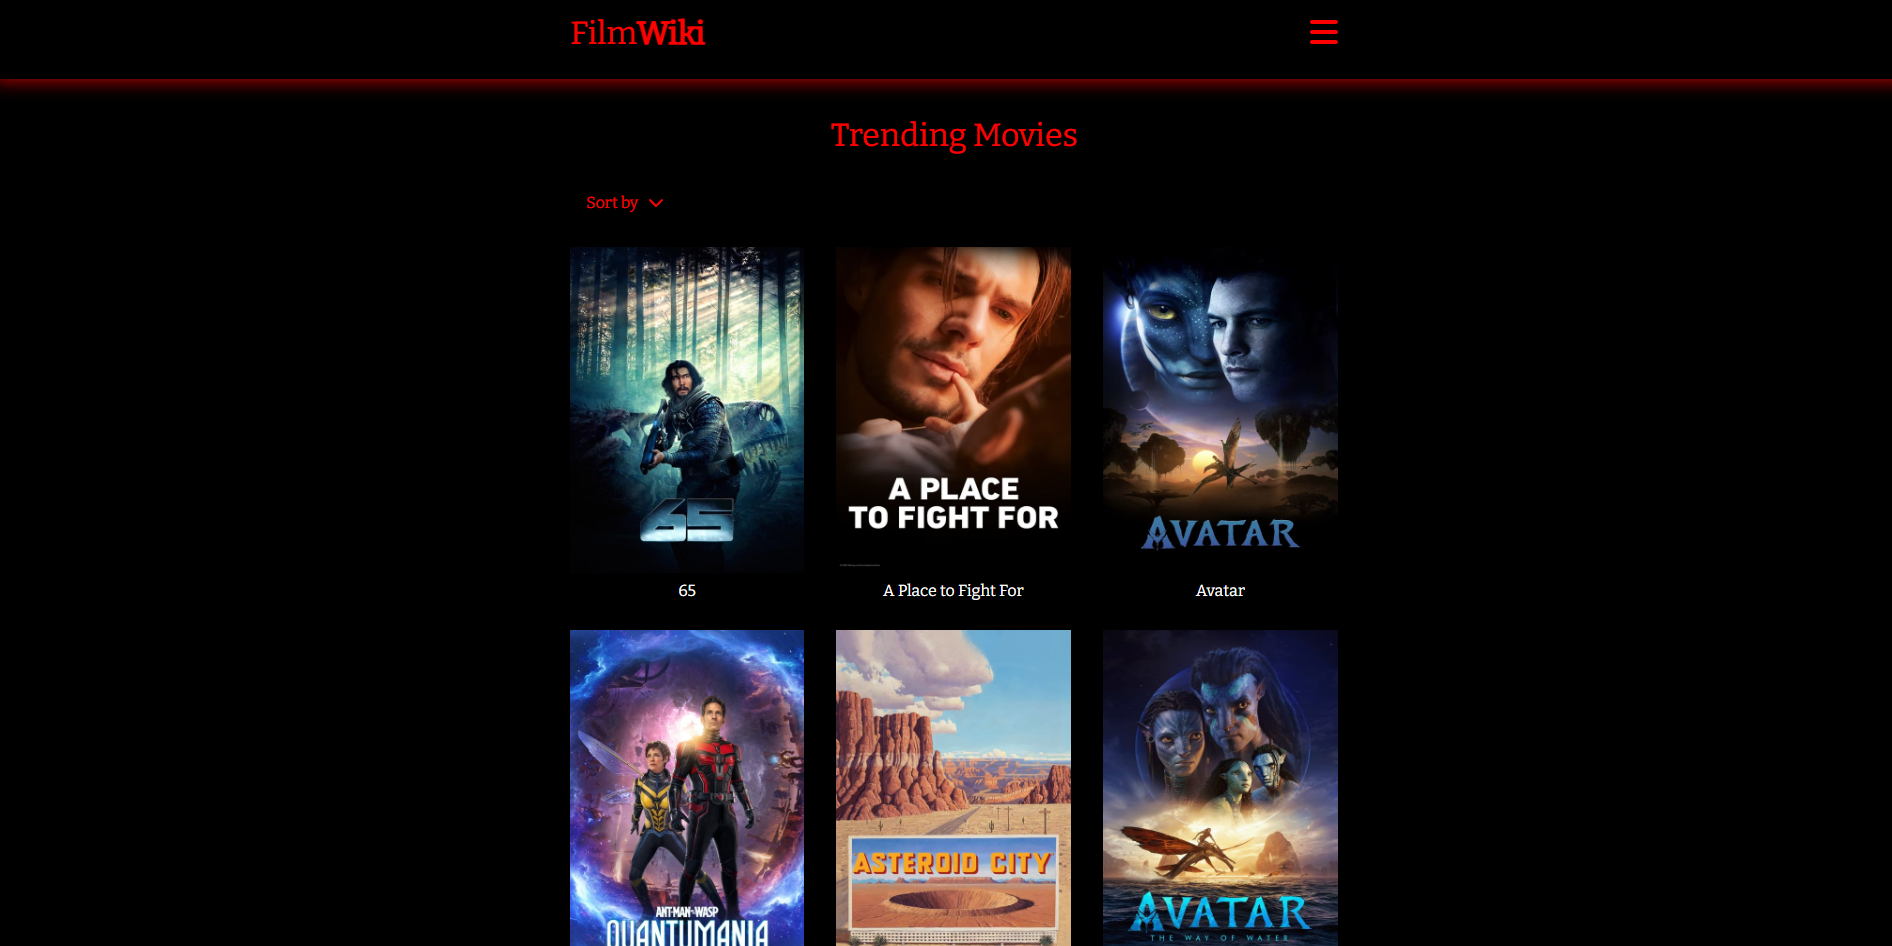 FilmWiki
Trending Movies
Sort by
65
A PLACE
TO FIGHT FOR
AVATAR
65
A Place to Fight For
Avatar
ANT-MAN AND THE WASP
QUANTUMANIA
ASTEROID CITY
AVATAR
THE WAY OF WATER